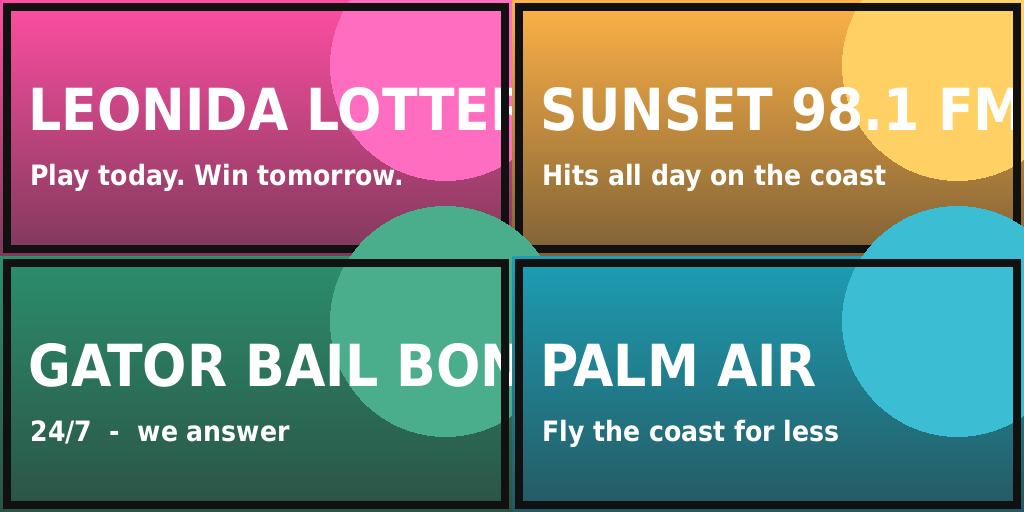 LEONIDA LOTTER
Play today. Win tomorrow.
SUNSET 98.1 FM
Hits all day on the coast
GATOR BAIL BON
24/7 - we answer
PALM AIR
Fly the coast for less